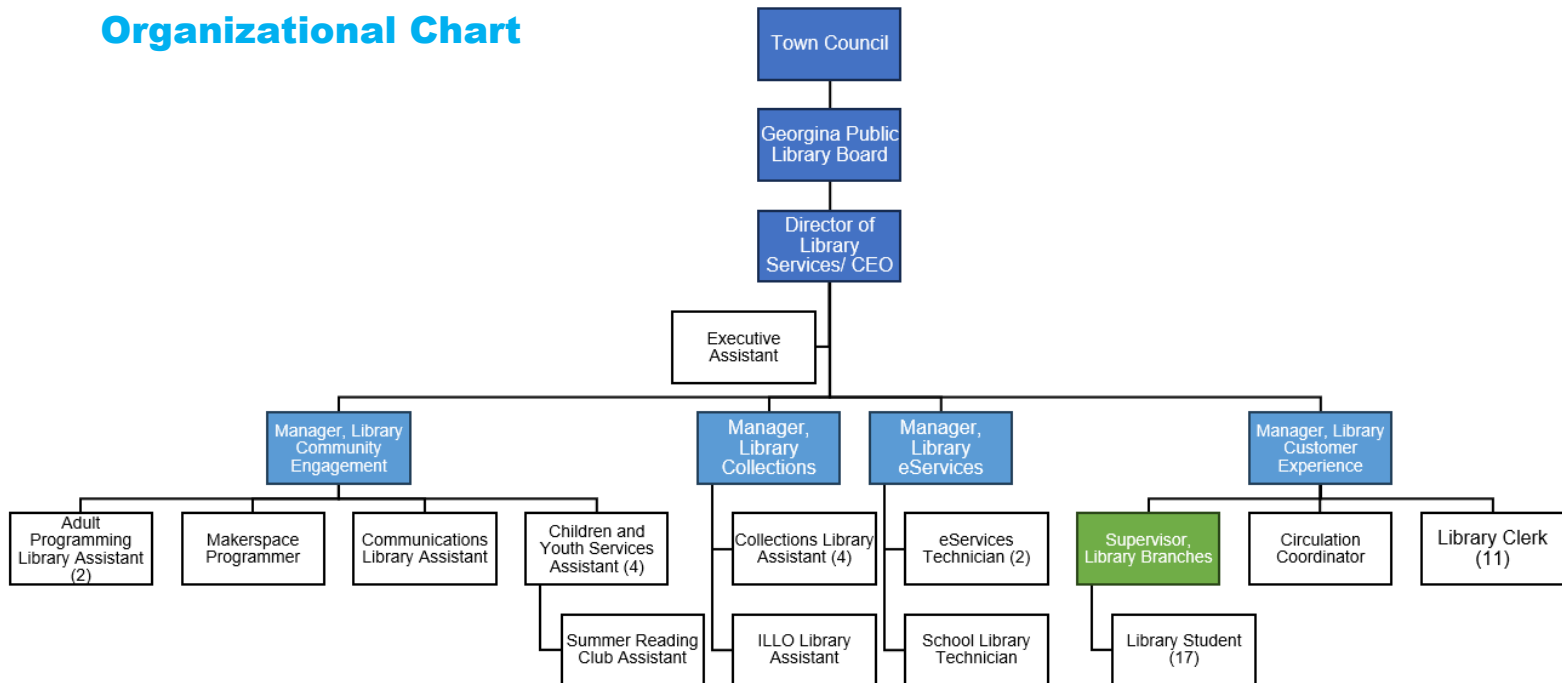 Organizational Chart
Town Council
Georgina Public
Library Board
Director of
Library
Services/ CEO
Executive
Assistant
Manager, Library
Community
Engagement
Manager,
Library
Collections
Manager,
Library
eServices
Manager, Library
Customer
Experience
Adult
Programming
Library Assistant
(2)
Makerspace
Programmer
Communications
Library Assistant
Children and
Youth Services
Assistant (4)
Collections Library
Assistant (4)
eServices
Technician (2)
Supervisor,
Library Branches
Circulation
Coordinator
Library Clerk
(11)
Summer Reading
Club Assistant
ILLO Library
Assistant
School Library
Technician
Library Student
(17)